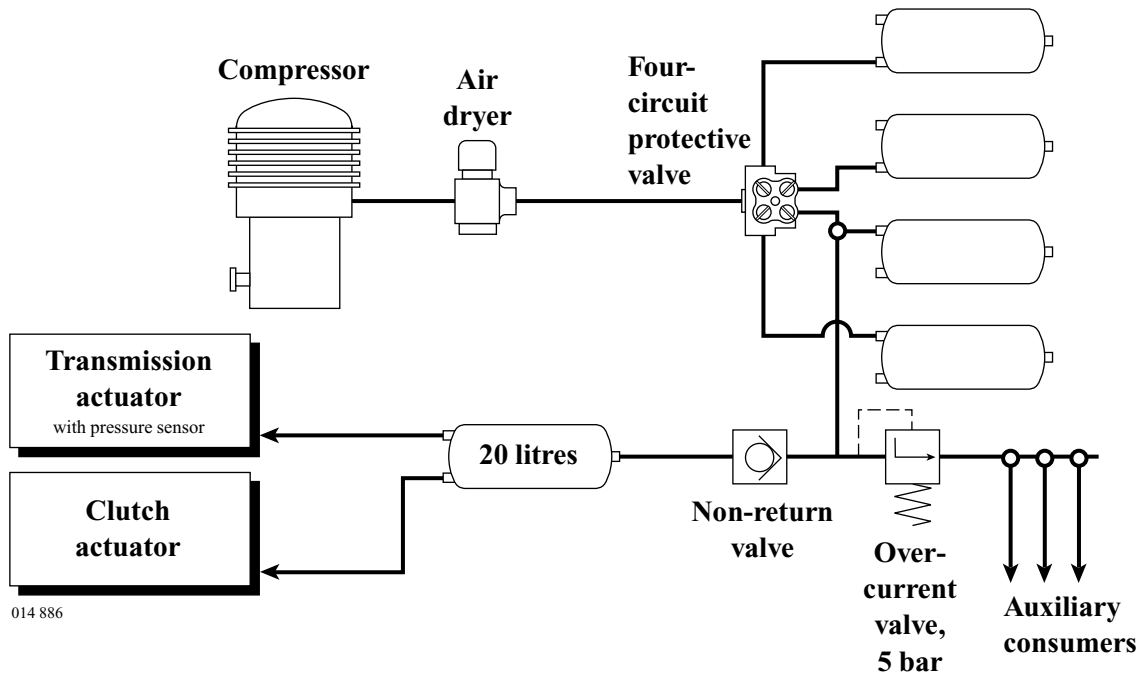 Compressor
Air
dryer
Four-
circuit
protective
valve
Transmission
actuator
with pressure sensor
20 litres
Clutch
actuator
Non-return
valve
Over-
current
valve,
5 bar
Auxiliary
consumers
014 886